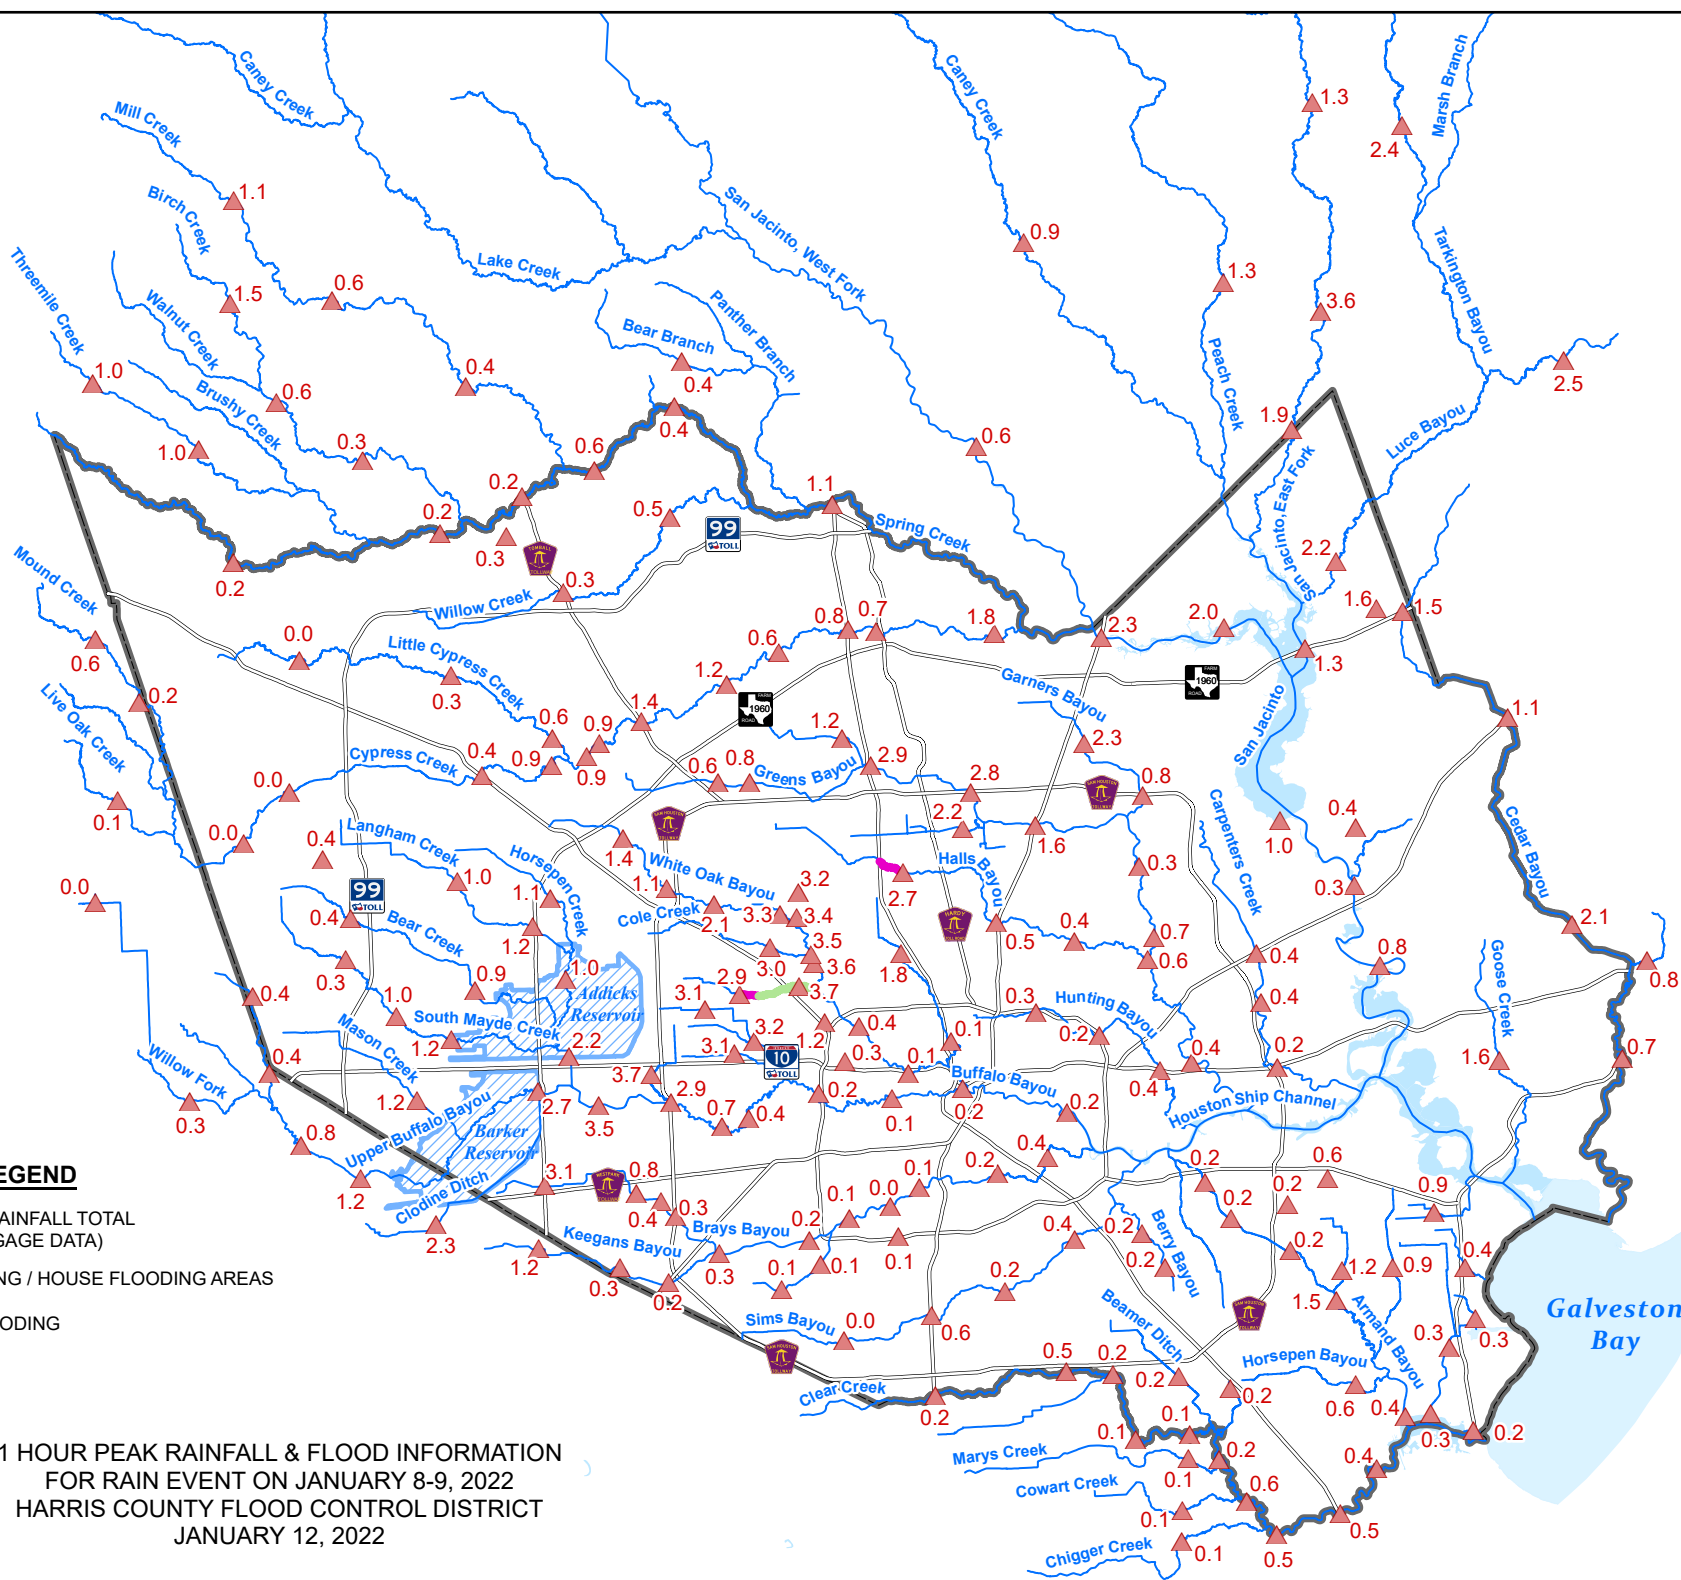 Caney Creek
Mill Creek
Birch Creek
Threemile Creek
Walnut Creek
Brushy Creek
Lake Creek
San Jacinto, West Fork
Bear Branch
Panther Branch
Caney Creek
Peach Creek
Marsh Branch
Tarkington Bayou
Luce Bayou
San Jacinto, East Fork
Spring Creek
Mound Creek
Willow Creek
Little Cypress Creek
Live Oak Creek
Cypress Creek
Greens Bayou
Garners Bayou
San Jacinto
Langham Creek
Horsepen Creek
White Oak Bayou
Cole Creek
Halls Bayou
Carpenters Creek
Cedar Bayou
Bear Creek
Addicks
Reservoir
South Mayde Creek
Mason Creek
Hunting Bayou
Goose Creek
Willow Fork
Upper Buffalo Bayou
Barker
Reservoir
Buffalo Bayou
Houston Ship Channel
Clodine Ditch
Keegans Bayou
Brays Bayou
Berry Bayou
Beamer Ditch
Sims Bayou
Armand Bayou
Horsepen Bayou
Clear Creek
Marys Creek
Cowart Creek
Chigger Creek
Galveston
Bay
1.3
2.4
1.1
0.9
1.3
1.5
0.6
3.6
1.0
0.4
0.4
2.5
0.6
1.0
0.3
0.4
0.6
0.6
1.9
0.2
0.2
0.2
0.3
0.5
1.1
99
TOLL
2.2
0.3
1.6
1.5
0.6
0.0
0.3
0.6
0.8
0.7
1.8
2.3
2.0
1.3
0.2
1.2
1.4
FARM
1960
ROAD
FARM
1960
ROAD
0.6
0.9
0.9
0.9
1.2
2.9
2.3
1.1
0.1
0.0
0.4
0.6
0.8
2.8
0.8
0.0
0.4
1.4
2.2
1.6
1.0
0.4
0.0
1.0
1.1
1.1
3.2
2.7
0.3
0.3
99
TOLL
0.4
1.2
2.1
3.3
3.4
HARDY
0.5
0.4
0.7
0.6
0.4
0.8
2.1
0.8
0.3
0.4
0.9
1.0
3.0
3.5
3.6
1.8
1.0
1.2
2.9
3.7
3.1
3.2
1.2
0.4
0.1
0.3
0.2
0.4
0.4
2.2
3.1
10
TOLL
0.3
0.1
0.4
0.4
0.2
1.6
0.7
0.3
1.2
2.7
3.5
3.7
2.9
0.7
0.4
0.2
0.1
0.2
0.2
0.8
1.2
2.3
3.1
0.8
0.4
0.3
0.2
0.1
0.0
0.1
0.2
0.4
0.2
0.2
0.2
0.6
0.9
1.2
0.3
0.2
0.3
0.1
0.1
0.1
0.4
0.2
0.2
0.2
1.2
0.9
0.4
0.0
0.6
0.2
1.5
0.3
0.3
0.2
0.5
0.2
0.2
0.2
0.6
0.4
0.3
0.2
0.1
0.1
0.1
0.2
0.6
0.4
0.1
0.1
0.5
0.5
EGEND
AINFALL TOTAL
GAGE DATA)
NG / HOUSE FLOODING AREAS
ODING
1 HOUR PEAK RAINFALL & FLOOD INFORMATION
FOR RAIN EVENT ON JANUARY 8-9, 2022
HARRIS COUNTY FLOOD CONTROL DISTRICT
JANUARY 12, 2022